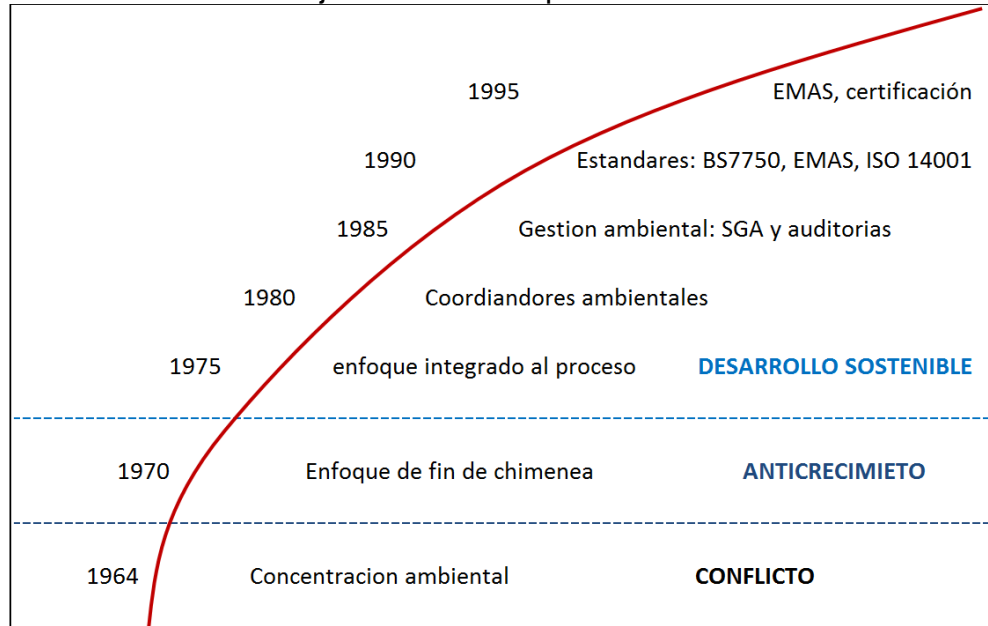 1995 EMAS, certificación
1990 Estandares: BS7750, EMAS, ISO 14001
1985 Gestion ambiental: SGA y auditorias
1980 Coordiandores ambientales
1975 enfoque integrado al proceso DESARROLLO SOSTENIBLE
1970 Enfoque de fin de chimenea ANTICRECIMIETO
1964 Concentracion ambiental CONFLICTO